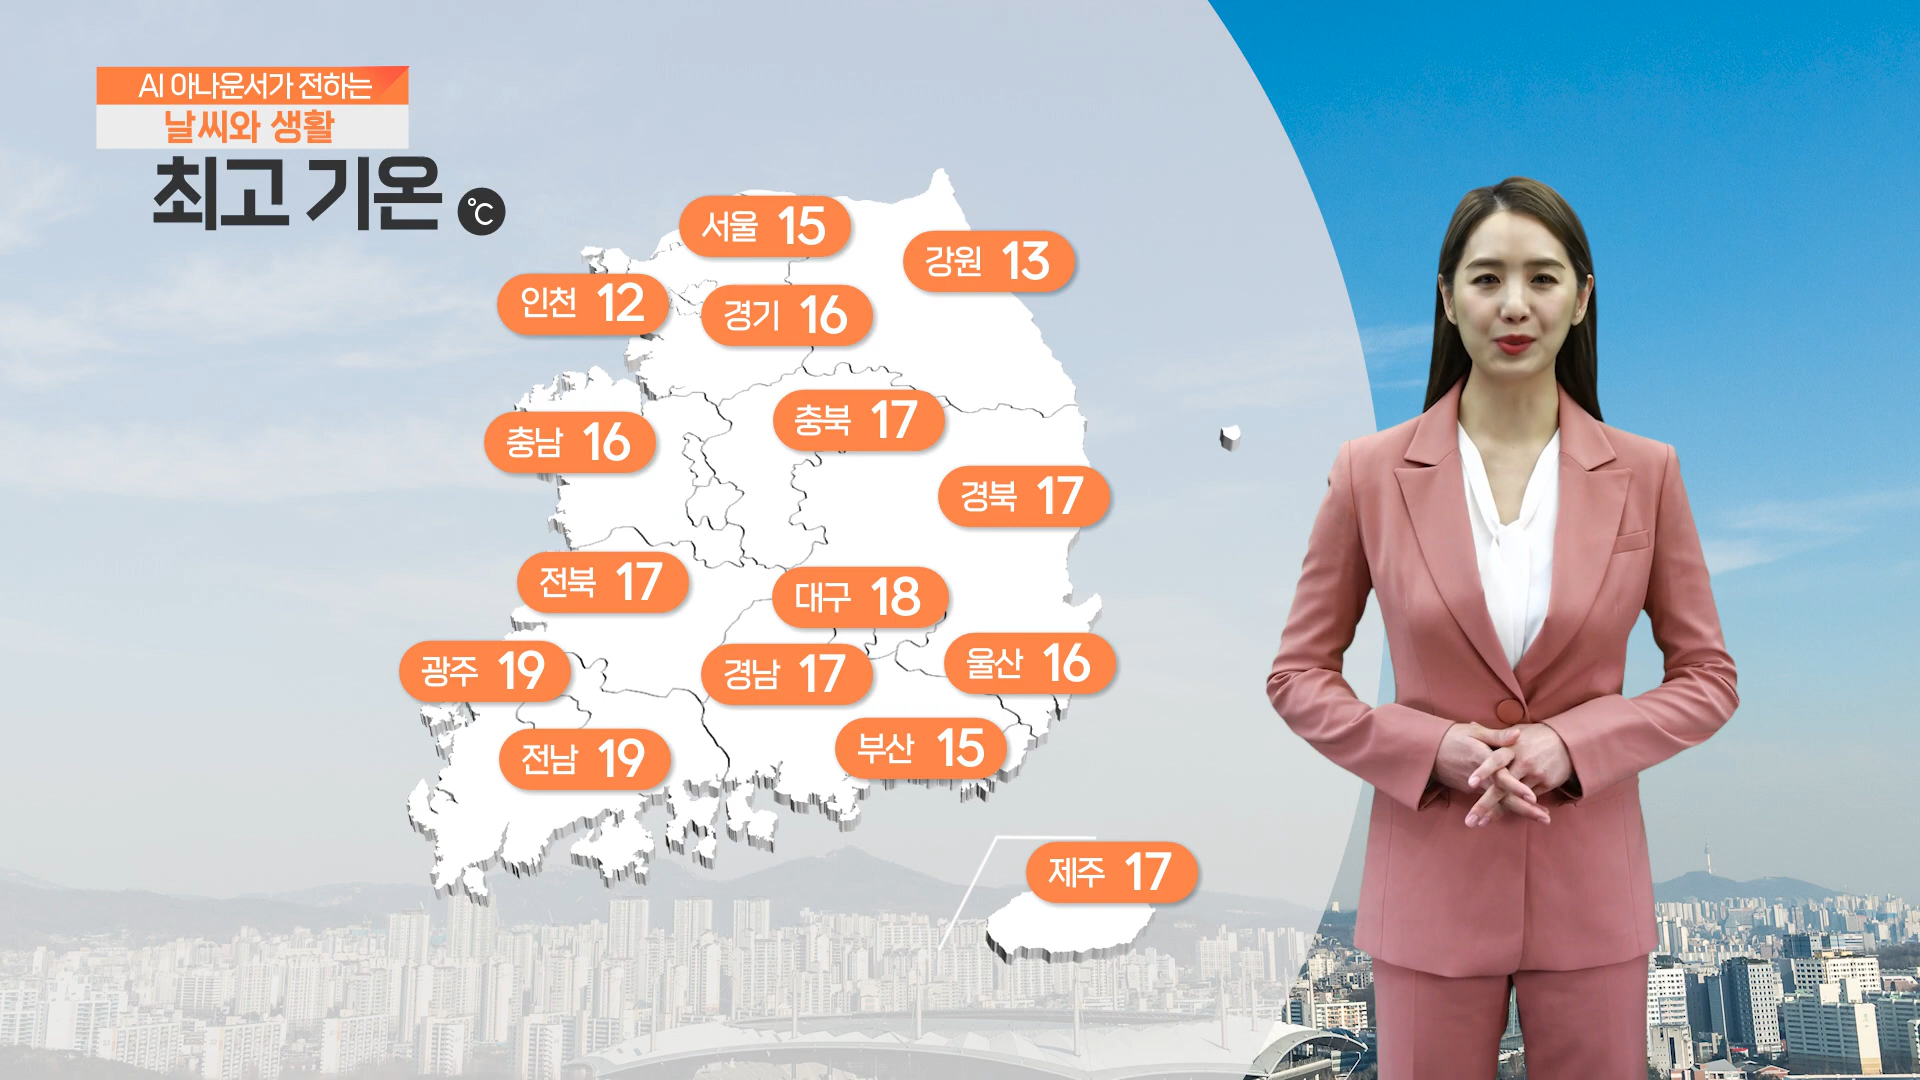 AI 아나운서가 전하는
날씨와 생활
최고 기온 ℃
서울 15
강원 13
인천 12
경기 16
충북 17
충남 16
경북 17
전북 17
대구 18
울산 16
광주 19
경남 17
부산 15
전남 19
제주 17